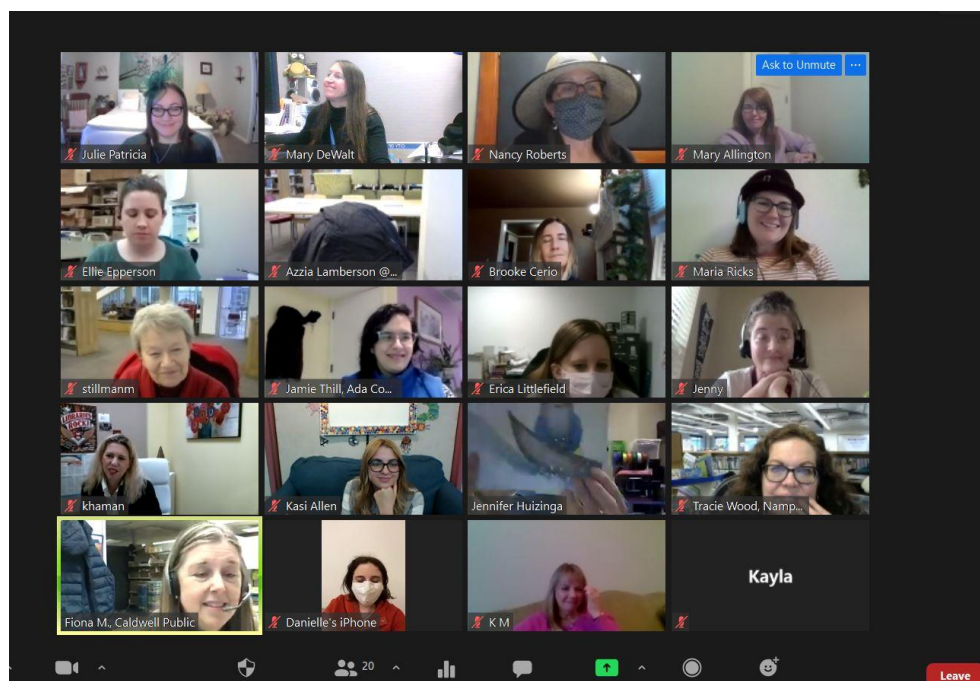 Ask to Unmute ...
Julie Patricia
Mary DeWalt
Nancy Roberts
Mary Allington
Ellie Epperson
Azzia Lamberson @...
Brooke Cerio
Maria Ricks
stillmanm
Jamie Thill, Ada Co...
Erica Littlefield
Jenny
LIBRARIES
ROCK!
khaman
Kasi Allen
Jennifer Huizinga
Tracie Wood, Namp...
Kayla
Fiona M., Caldwell Public
Danielle's iPhone
K M
20
Leave